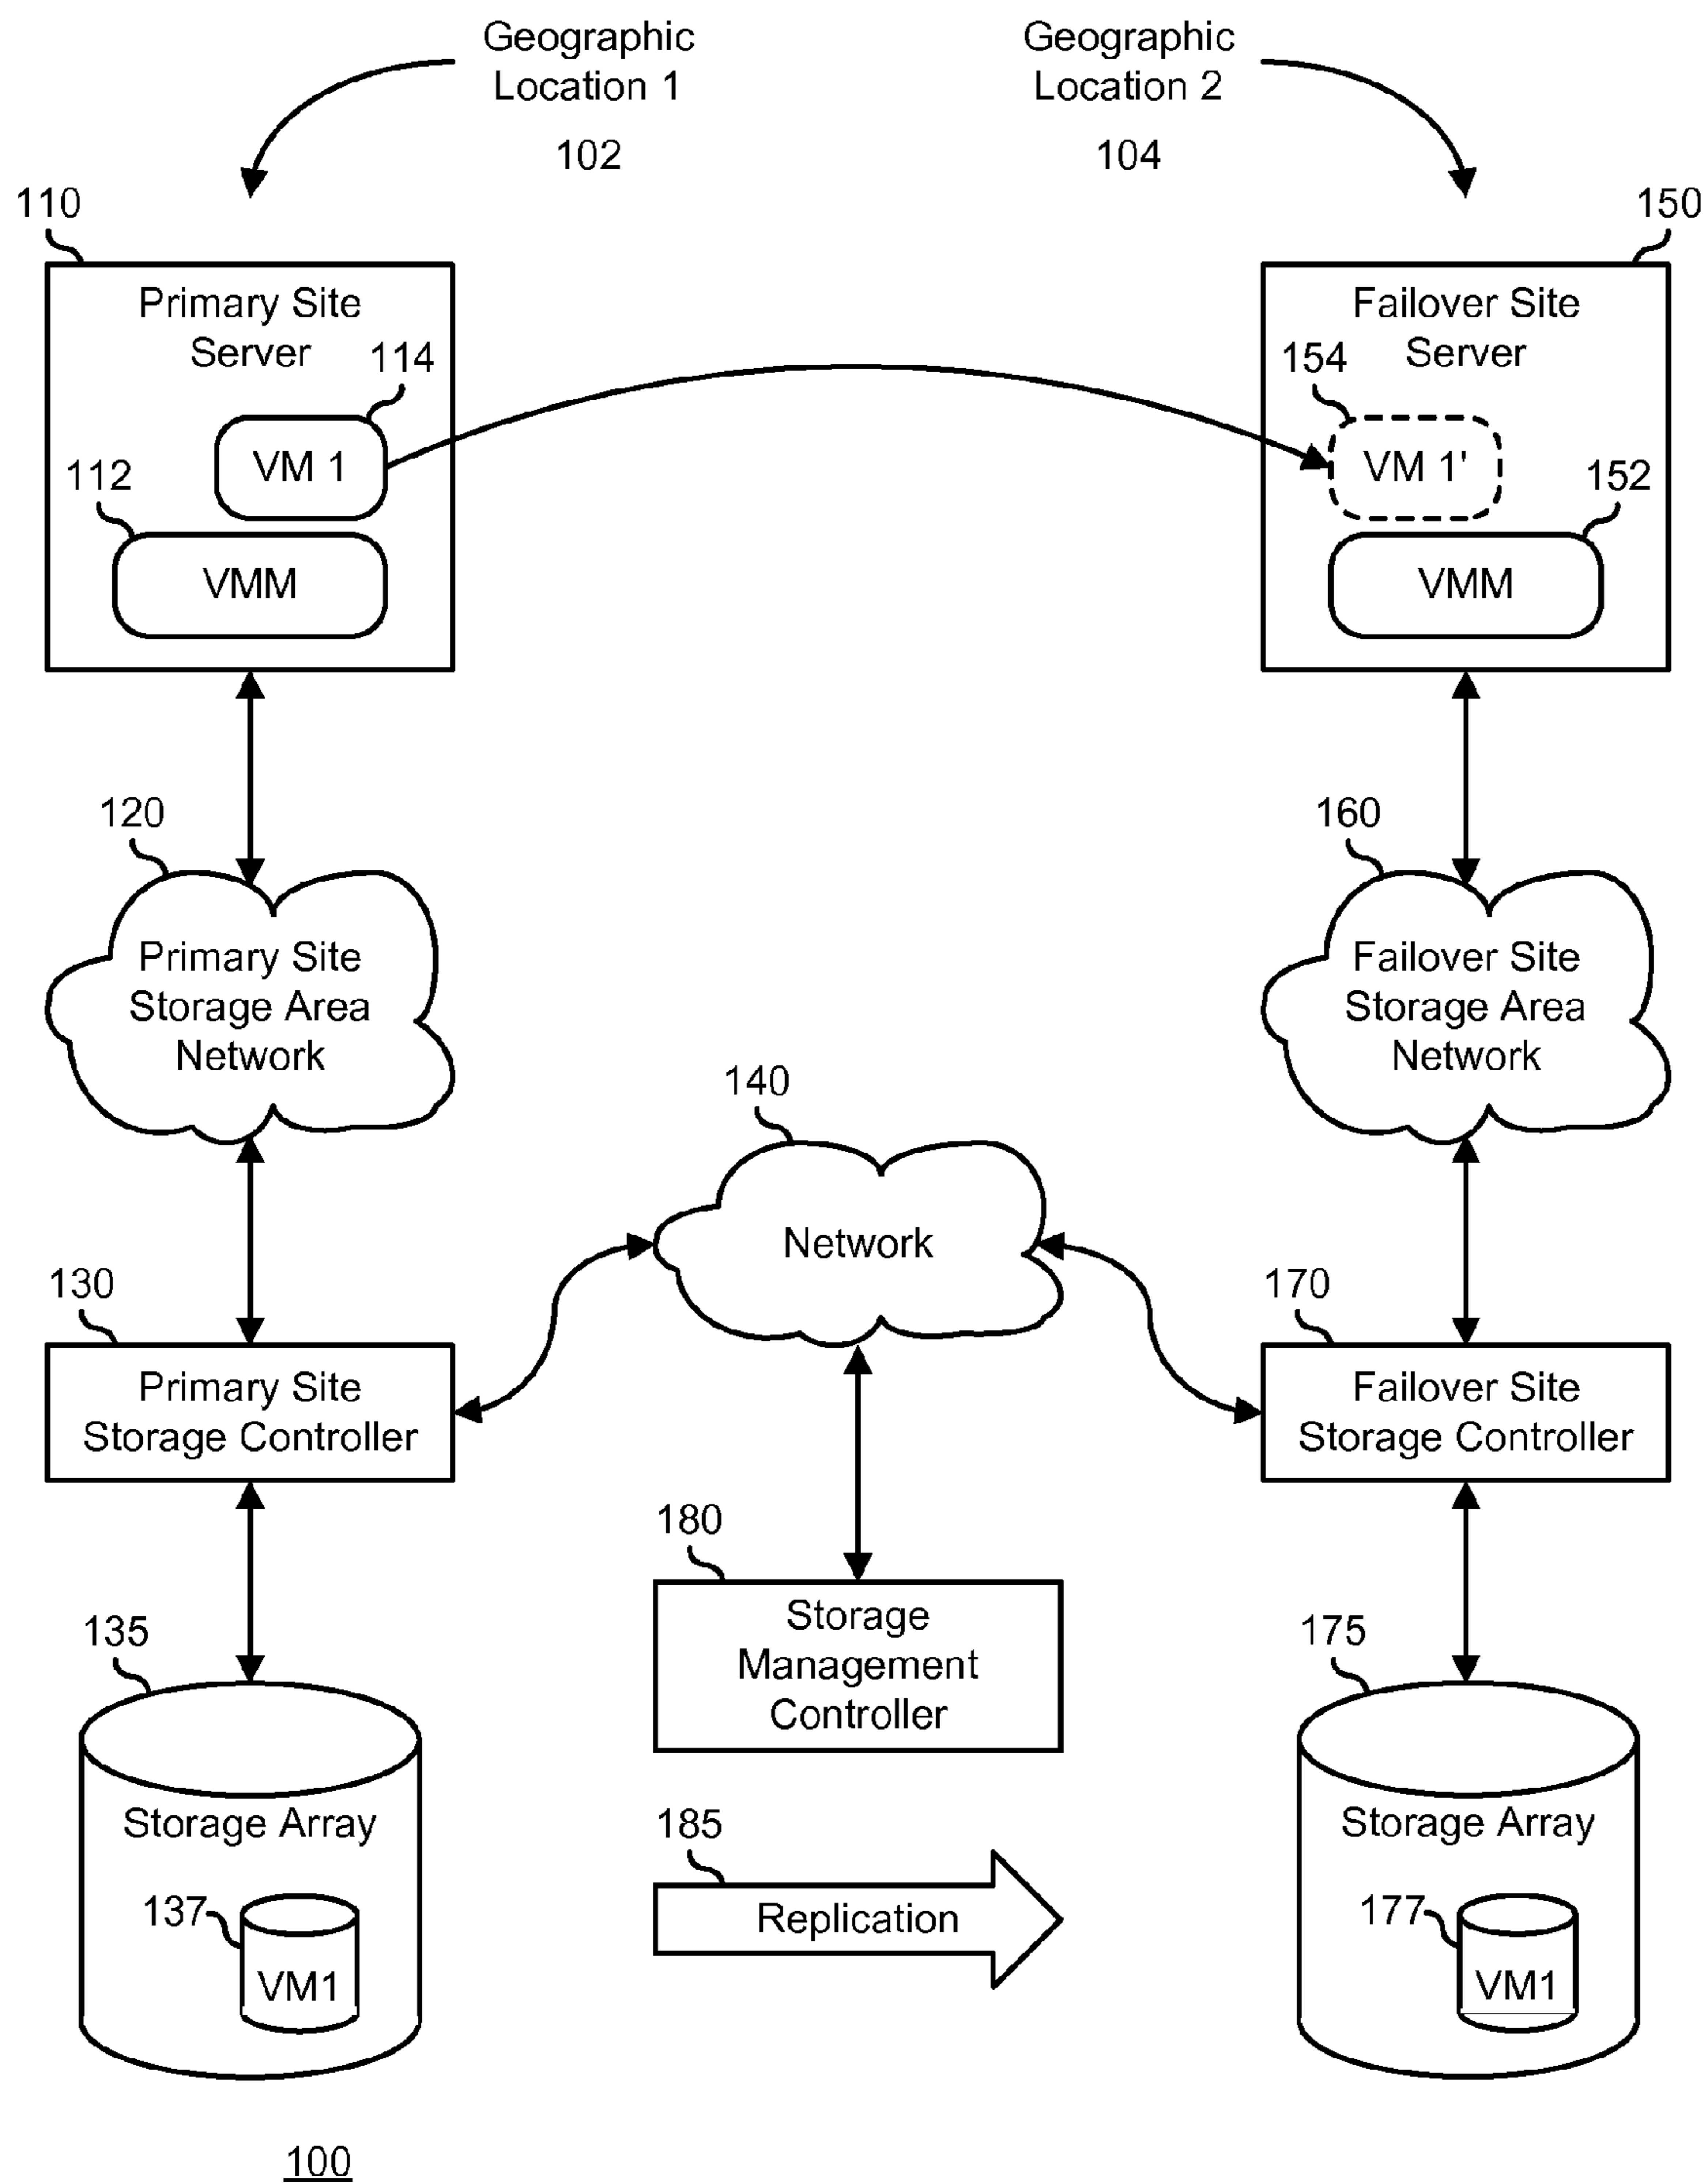 Geographic
Location 1
102
Geographic
Location 2
104
110
Primary Site
Server
114
VM 1
112
VMM
150
Failover Site
Server
154
VM 1'
152
VMM
120
Primary Site
Storage Area
Network
160
Failover Site
Storage Area
Network
140
Network
130
Primary Site
Storage Controller
170
Failover Site
Storage Controller
180
Storage
Management
Controller
135
Storage Array
137
VM1
185
Replication
175
Storage Array
177
VM1
100